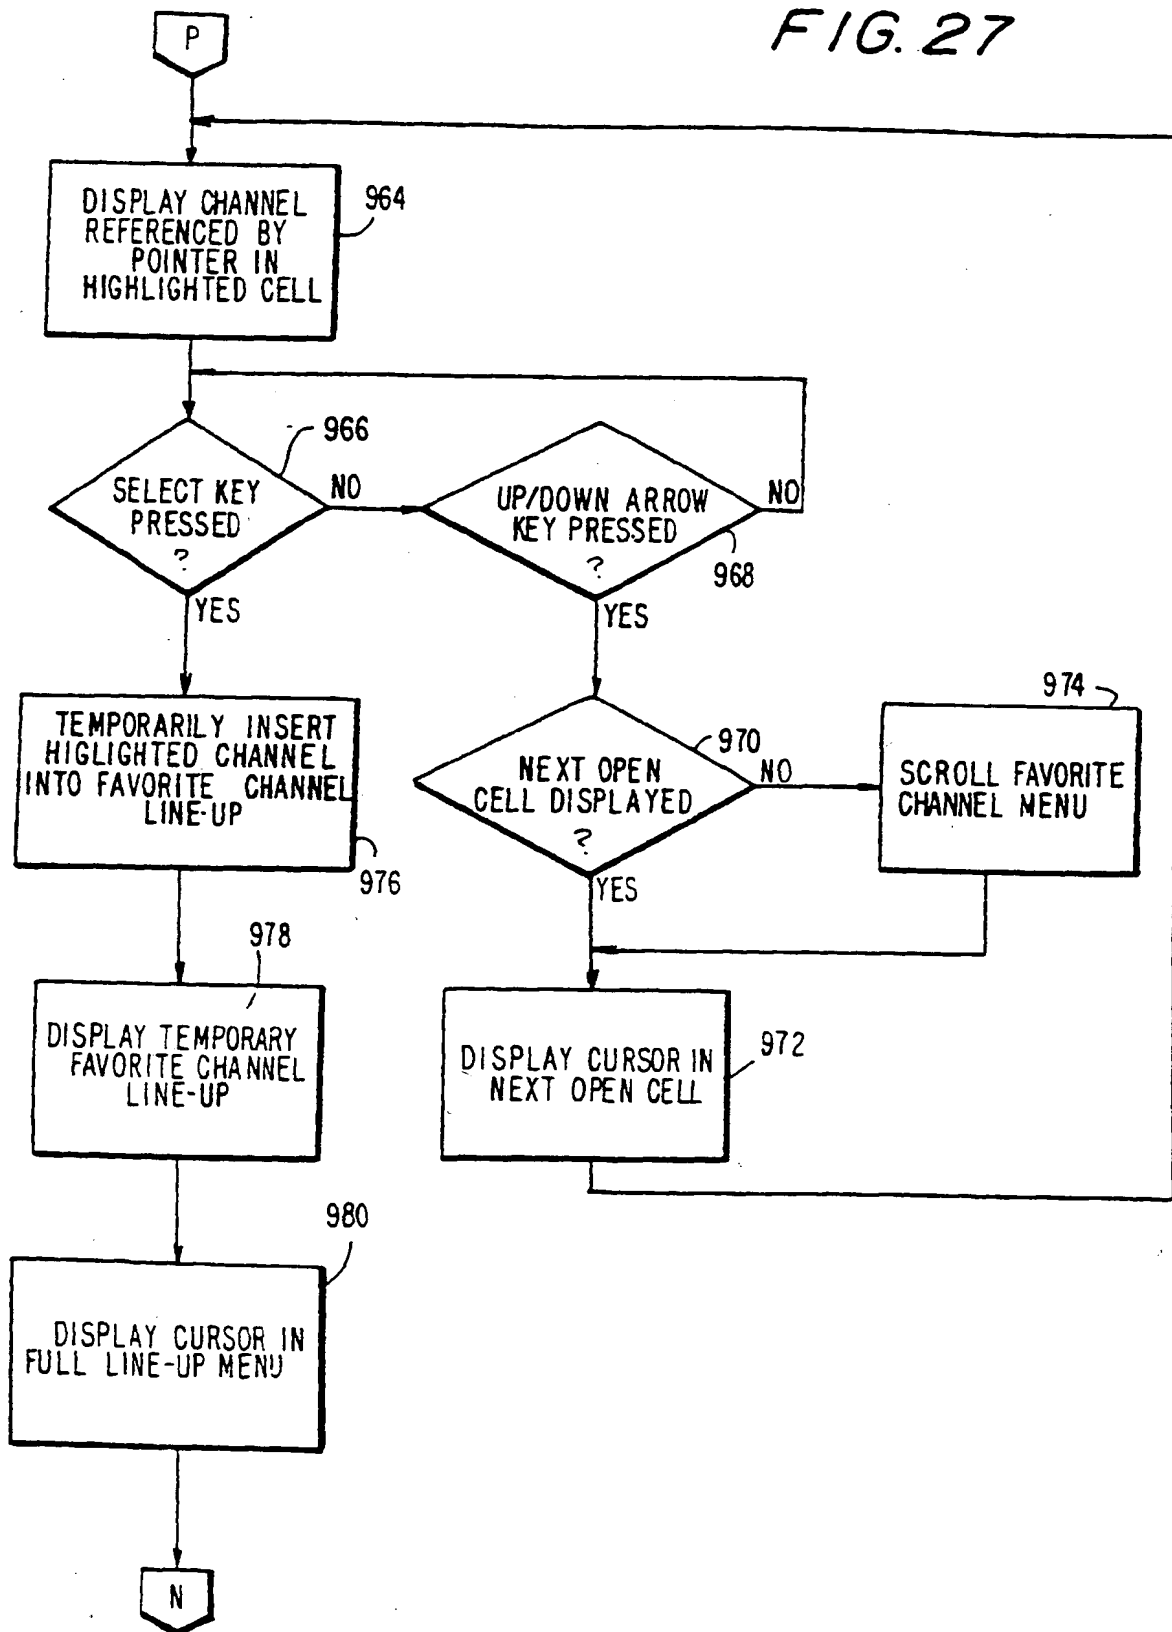 FIG. 27
P
DISPLAY CHANNEL
REFERENCED BY
POINTER IN
HIGHLIGHTED CELL
964
966
SELECT KEY
PRESSED
?
NO
YES
UP/DOWN ARROW
KEY PRESSED
?
NO
968
YES
TEMPORARILY INSERT
HIGLIGHTED CHANNEL
INTO FAVORITE CHANNEL
LINE-UP
976
970
NEXT OPEN
CELL DISPLAYED
?
NO
YES
974
SCROLL FAVORITE
CHANNEL MENU
978
DISPLAY TEMPORARY
FAVORITE CHANNEL
LINE-UP
DISPLAY CURSOR IN
NEXT OPEN CELL
972
980
DISPLAY CURSOR IN
FULL LINE-UP MENU
N